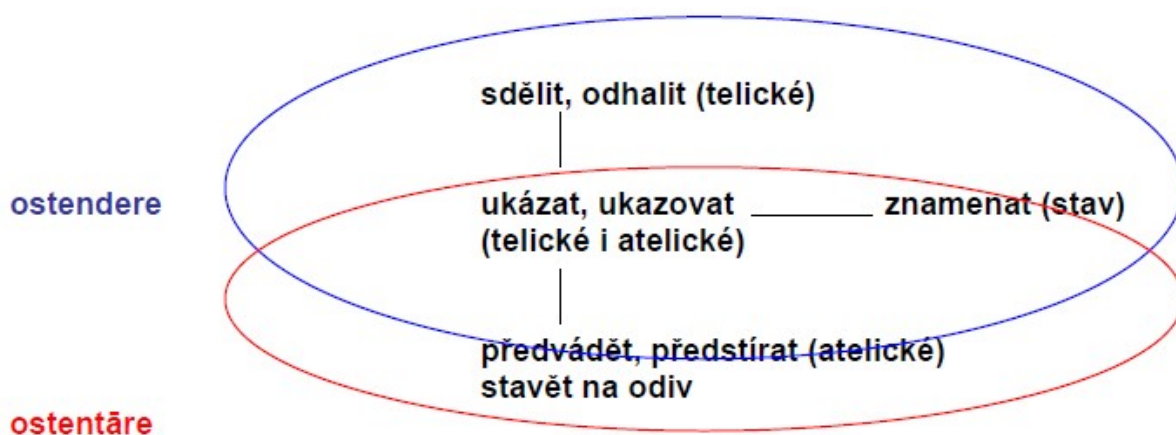 sdělit, odhalit (telické)
ostendere
ukázat, ukazovat
znamenat (stav)
(telické i atelické)
předvádět, předstírat (atelické)
stavět na odiv
ostentāre